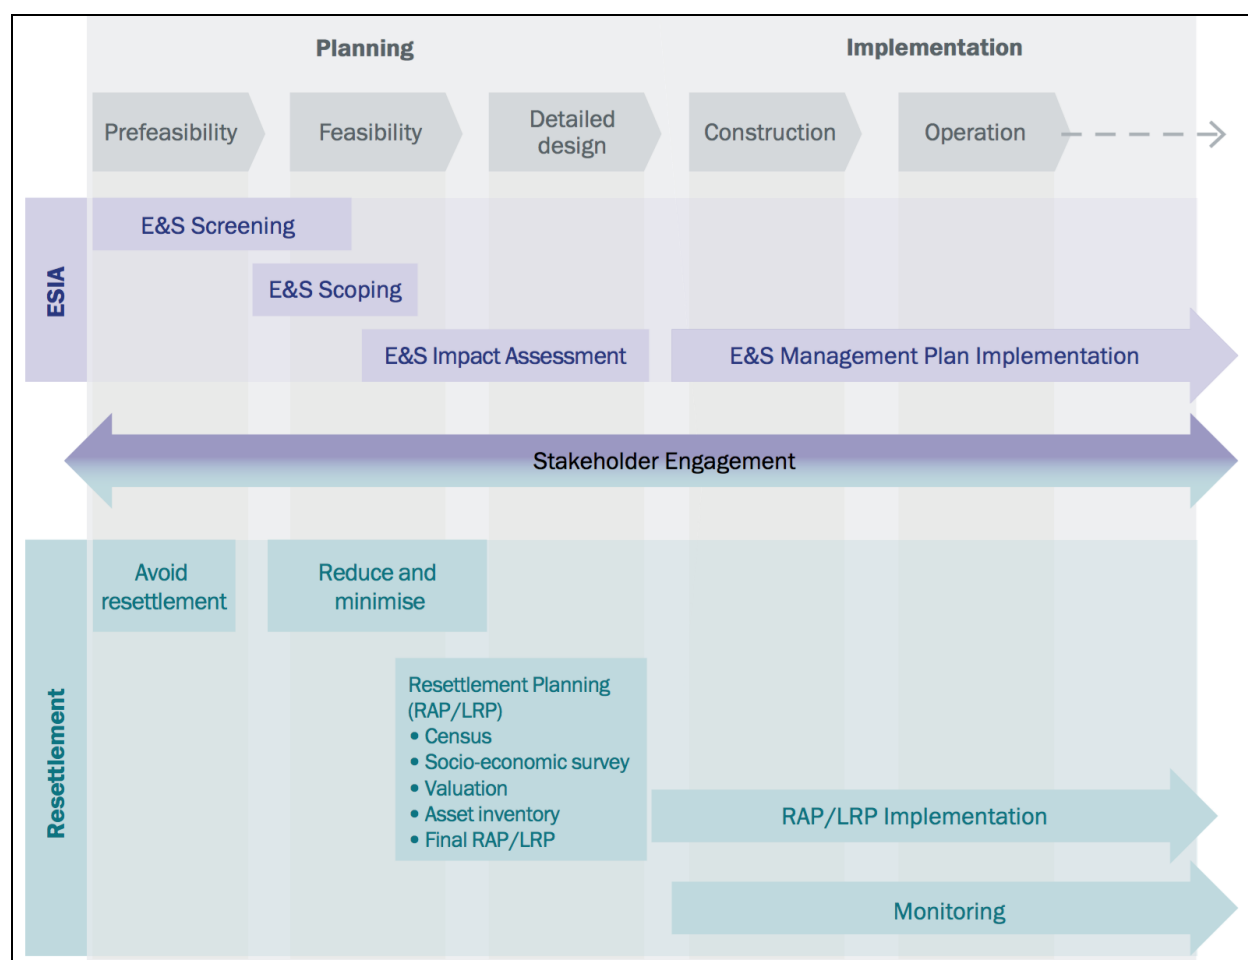 Planning
Implementation
Prefeasibility
Feasibility
Detailed
design
Construction
Operation
ESIA
E&S Screening
E&S Scoping
E&S Impact Assessment
E&S Management Plan Implementation
Stakeholder Engagement
Resettlement
Avoid
resettlement
Reduce and
minimise
Resettlement Planning
(RAP/LRP)
• Census
• Socio-economic survey
• Valuation
• Asset inventory
• Final RAP/LRP
RAP/LRP Implementation
Monitoring